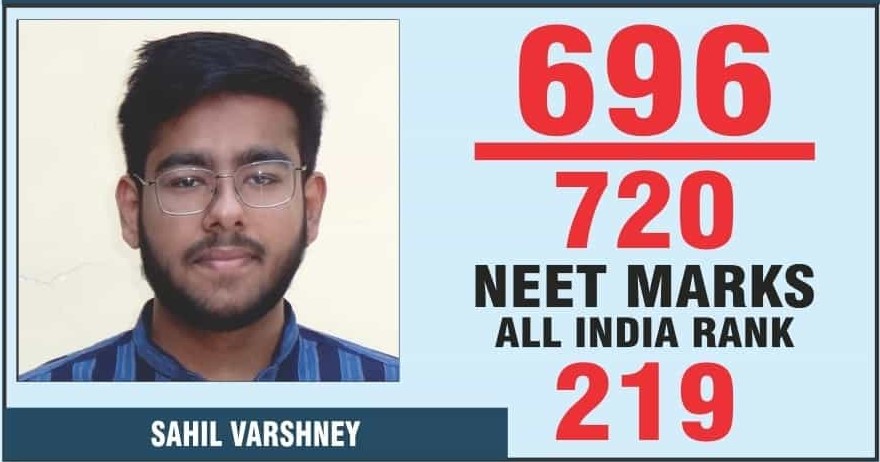 696
720
NEET MARKS
ALL INDIA RANK
219
SAHIL VARSHNEY